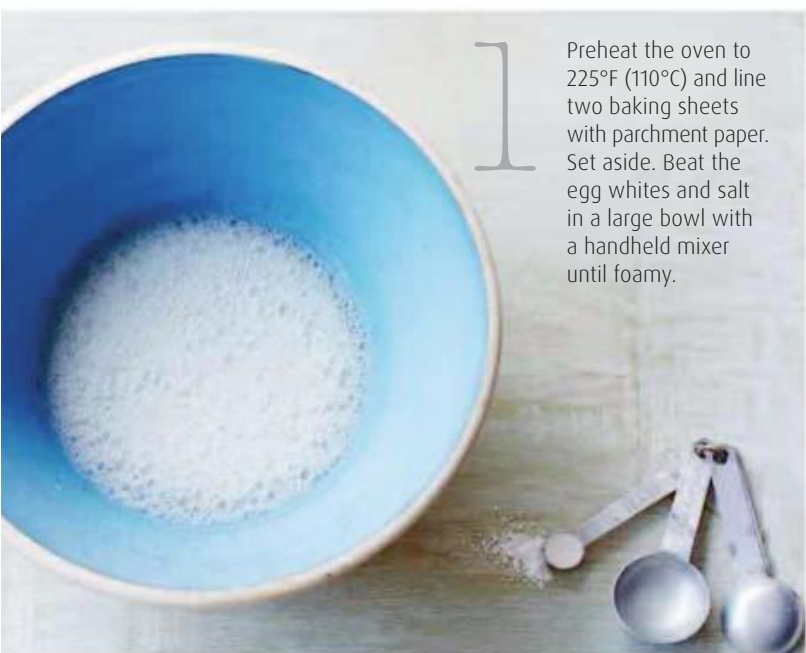 1
Preheat the oven to
225°F (110°C) and line
two baking sheets
with parchment paper.
Set aside. Beat the
egg whites and salt
in a large bowl with
a handheld mixer
until foamy.